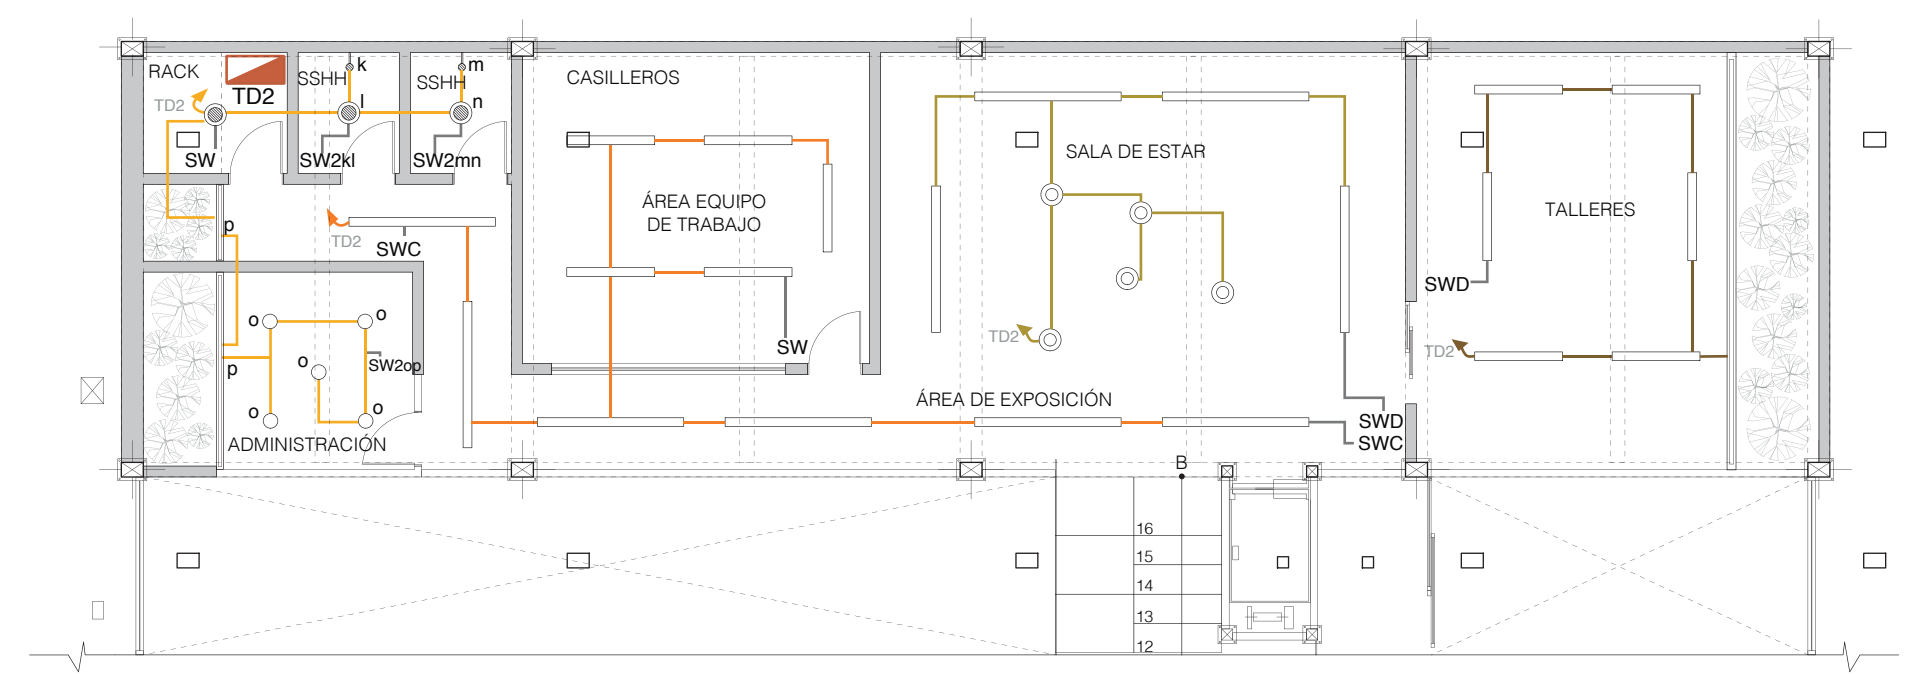 RACK
TD2
TD2
SSHH
k
l
SSHH
m
n
SW
SW2kl
SW2mn
CASILLEROS
ÁREA EQUIPO
DE TRABAJO
SALA DE ESTAR
TALLERES
p
TD2
SWC
SWD
o
o
o
SW2op
p
o
o
SW
TD2
TD2
ÁREA DE EXPOSICIÓN
ADMINISTRACIÓN
SWD
SWC
B
16
15
14
13
12